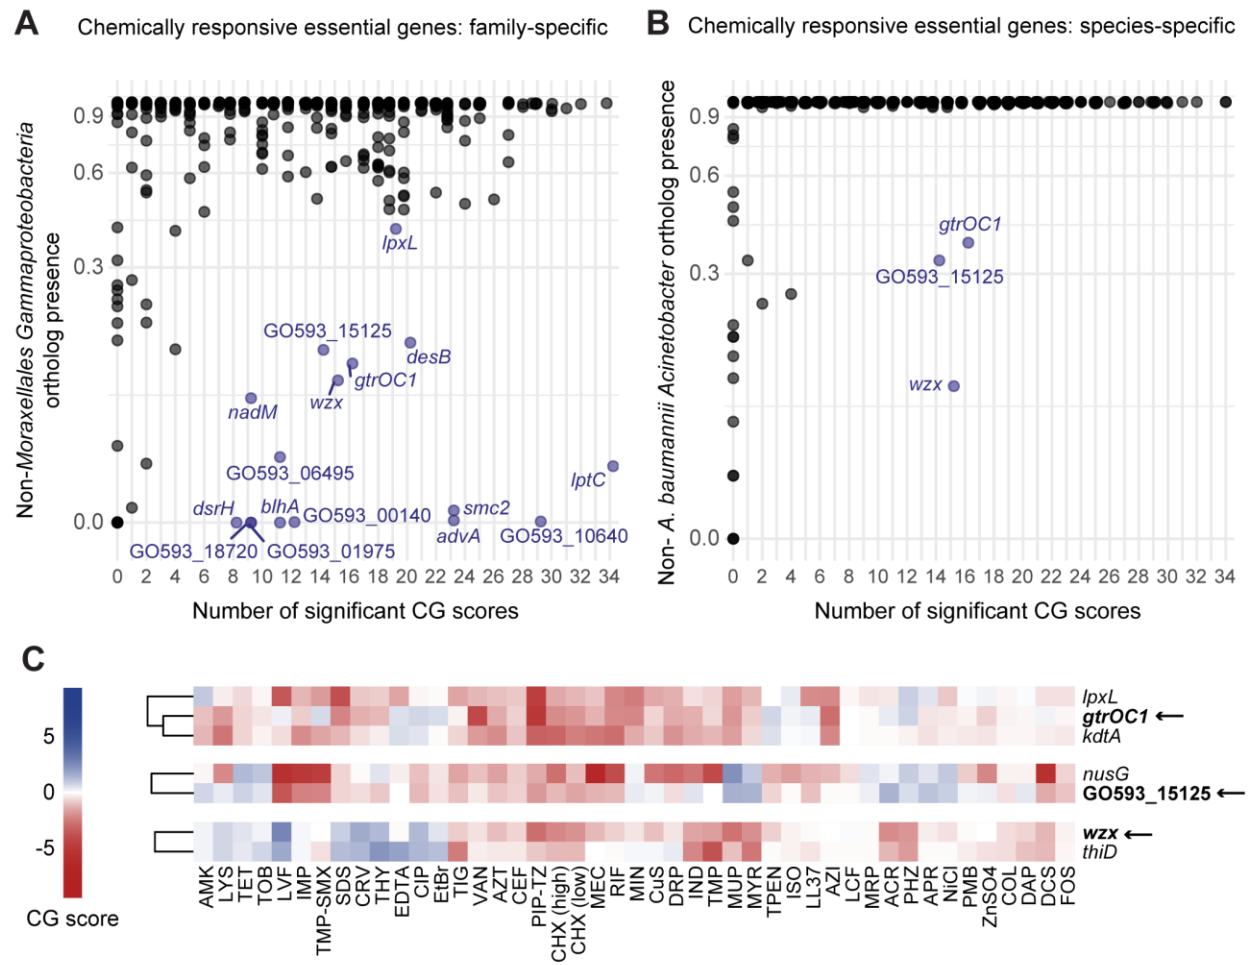 A
Chemically responsive essential genes: family-specific
Non-Moraxellales Gammaproteobacteria
ortholog presence
0.9
0.6
0.3
0.0
lpxL
GO593_15125
desB
gtrOC1
wzx
nadM
GO593_06495
lptC
dsrH
blhA
GO593_00140
smc2
advA
GO593_10640
GO593_18720
GO593_01975
0 2 4 6 8 10 12 14 16 18 20 22 24 26 28 30 32 34
Number of significant CG scores
B
Chemically responsive essential genes: species-specific
Non- A. baumannii Acinetobacter ortholog presence
0.9
0.6
0.3
0.0
gtrOC1
GO593_15125
wzx
0 2 4 6 8 10 12 14 16 18 20 22 24 26 28 30 32 34
Number of significant CG scores
C
5
0
-5
CG score
lpxL
gtrOC1 ←
kdtA
nusG
GO593_15125 ←
wzx ←
thiD
AMK
LYS
TET
TOB
LVF
IMP
TMP-SMX
SDS
CRV
THY
EDTA
CIP
EtBr
TIG
VAN
AZT
CEF
PIP-TZ
CHX (high)
CHX (low)
MEC
RIF
MIN
CuS
DRP
IND
TMP
MUP
MYR
TPEN
ISO
LL37
AZI
LCF
MRP
ACR
PHZ
APR
NiCl
PMB
ZnSO4
COL
DAP
DCS
FOS